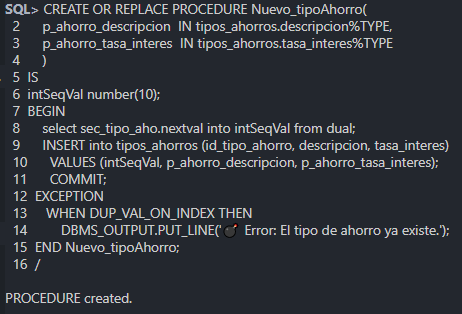 SQL> CREATE OR REPLACE PROCEDURE Nuevo_tipoAhorro(
2 p_ahorro_descripcion IN tipos_ahorros.descripcion%TYPE,
3 p_ahorro_tasa_interes IN tipos_ahorros.tasa_interes%TYPE
4 )
5 IS
6 intSeqVal number(10);
7 BEGIN
8 select sec_tipo_aho.nextval into intSeqVal from dual;
9 INSERT into tipos_ahorros (id_tipo_ahorro, descripcion, tasa_interes)
10 VALUES (intSeqVal, p_ahorro_descripcion, p_ahorro_tasa_interes);
11 COMMIT;
12 EXCEPTION
13 WHEN DUP_VAL_ON_INDEX THEN
14 DBMS_OUTPUT.PUT_LINE('💣 Error: El tipo de ahorro ya existe.');
15 END Nuevo_tipoAhorro;
16 /
PROCEDURE created.